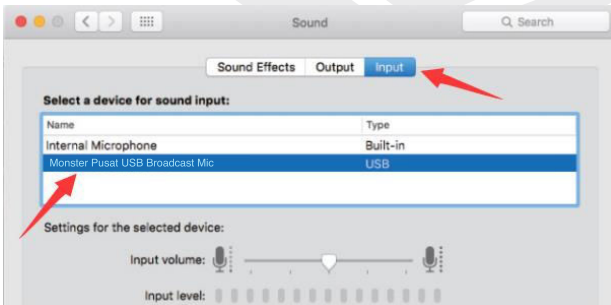 Sound
Search
Sound Effects Output Input
Select a device for sound input:
Name Type
Internal Microphone Built-in
Monster Pusat USB Broadcast Mic USB
Settings for the selected device:
Input volume:
Input level: